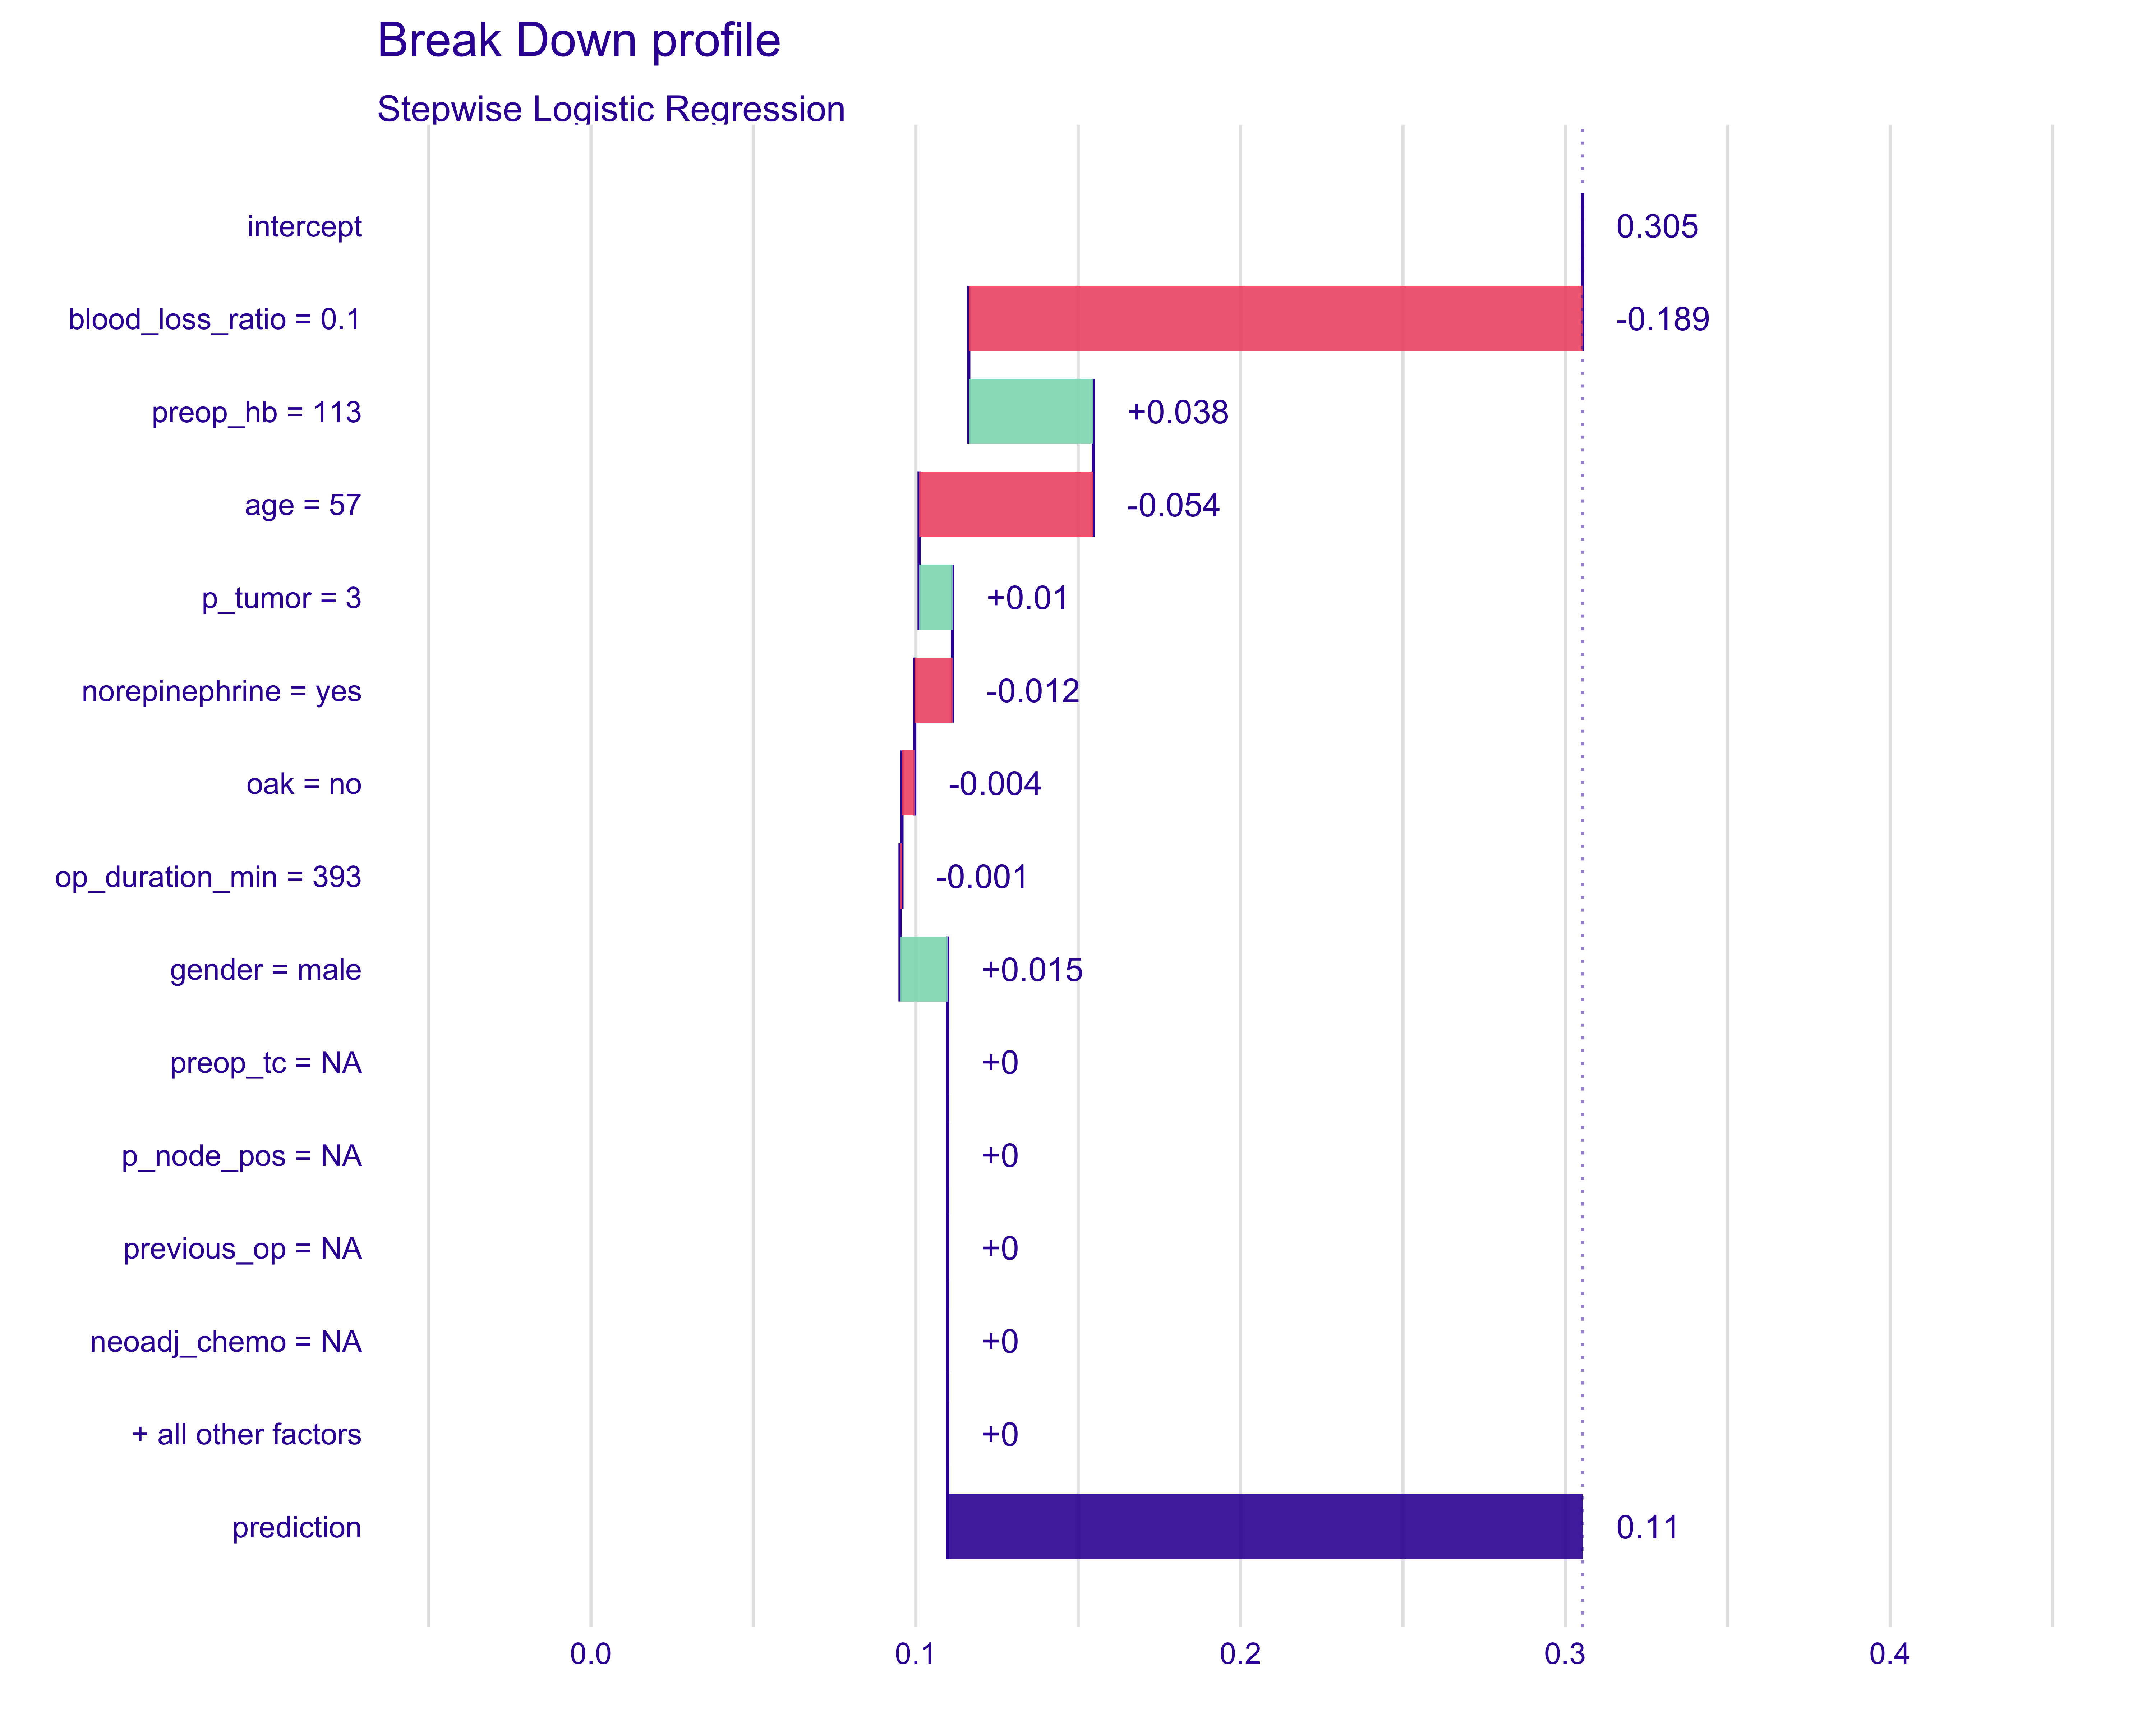 Break Down profile
Stepwise Logistic Regression
intercept 0.305
blood_loss_ratio = 0.1 -0.189
preop_hb = 113 +0.038
age = 57 -0.054
p_tumor = 3 +0.01
norepinephrine = yes -0.012
oak = no -0.004
op_duration_min = 393 -0.001
gender = male +0.015
preop_tc = NA +0
p_node_pos = NA +0
previous_op = NA +0
neoadj_chemo = NA +0
+ all other factors +0
prediction 0.11
0.0 0.1 0.2 0.3 0.4